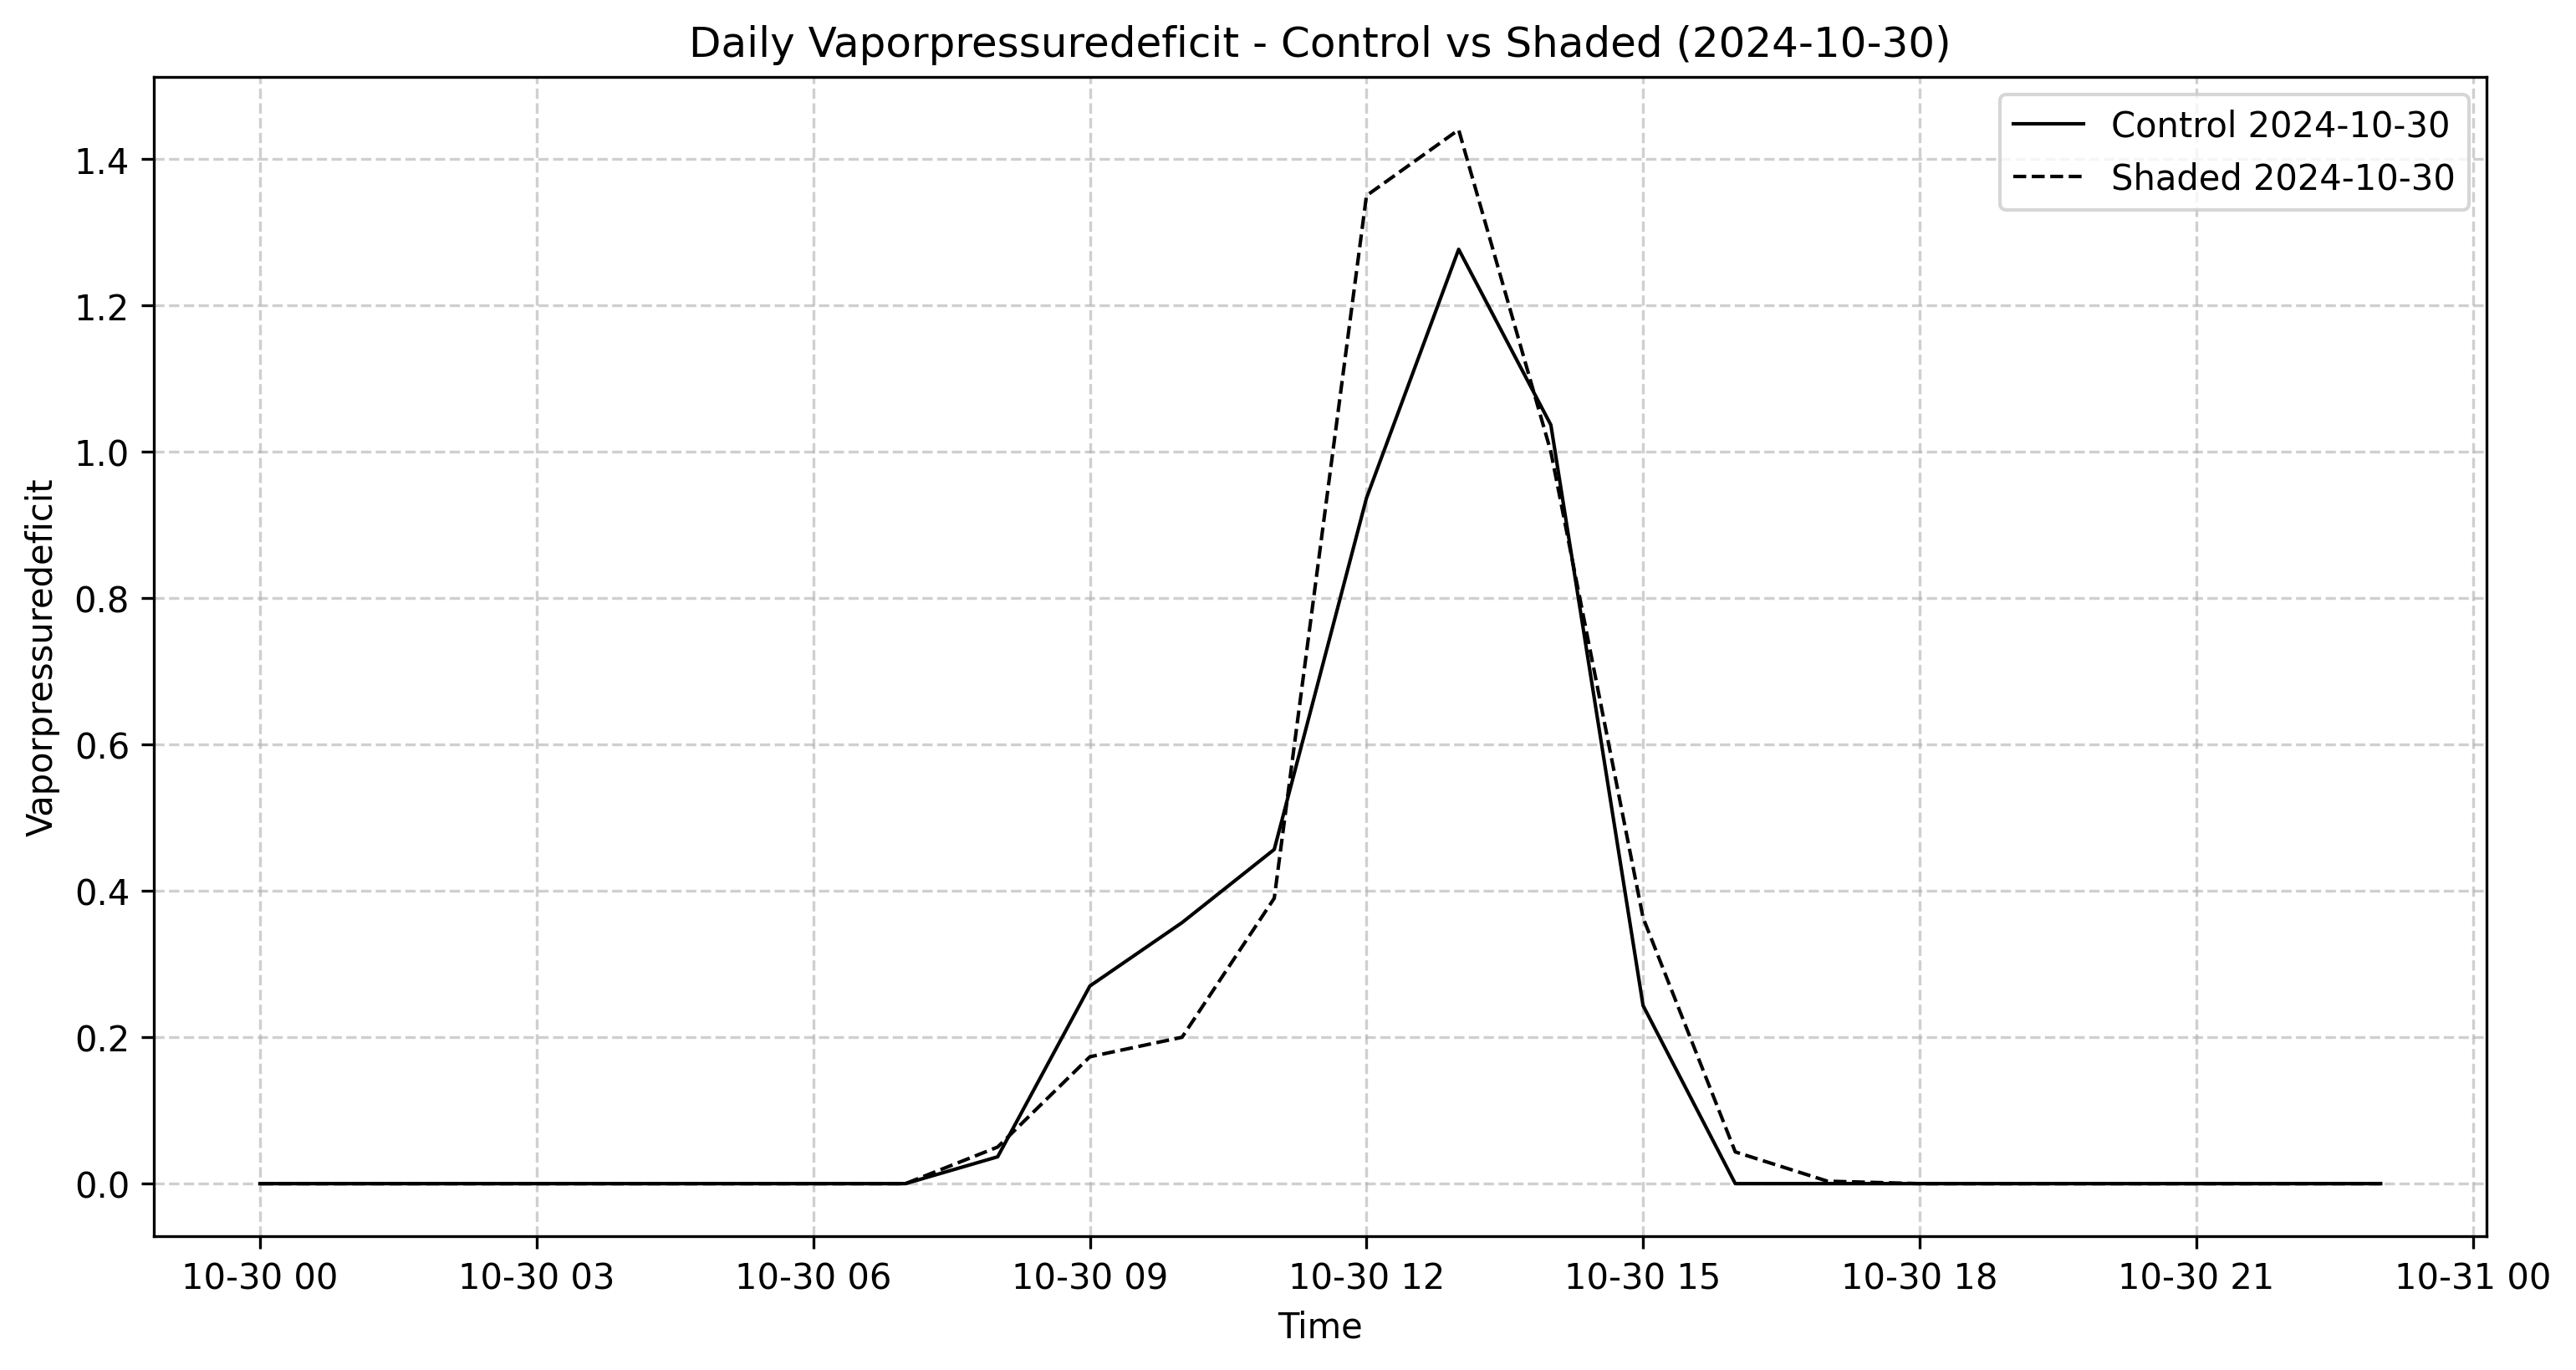 Daily Vaporpressuredeficit - Control vs Shaded (2024-10-30)
Control 2024-10-30
Shaded 2024-10-30
Vaporpressuredeficit
1.4
1.2
1.0
0.8
0.6
0.4
0.2
0.0
10-30 00 10-30 03 10-30 06 10-30 09 10-30 12 10-30 15 10-30 18 10-30 21 10-31 00
Time